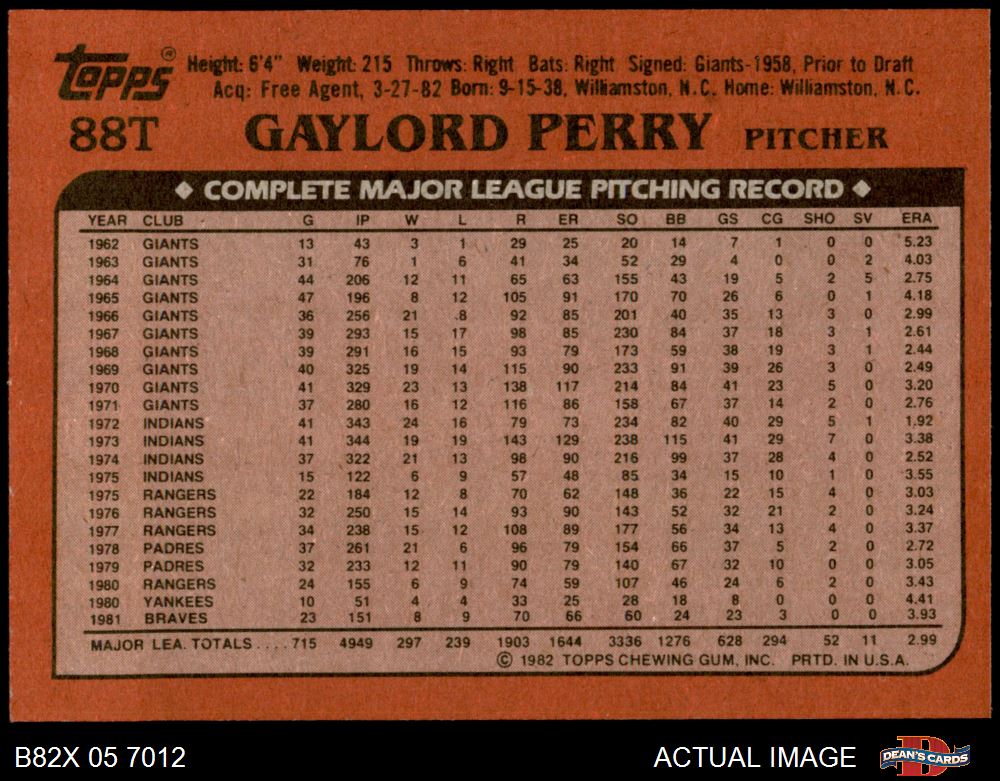 Topps® Height: 6'4" Weight: 215 Throws: Right Bats: Right Signed: Giants-1958, Prior to Draft
Acq: Free Agent, 3-27-82 Born: 9-15-38, Williamston, N.C. Home: Williamston, N.C.
88T GAYLORD PERRY PITCHER
◆ COMPLETE MAJOR LEAGUE PITCHING RECORD ◆
YEAR CLUB G IP W L R ER SO BB GS CG SHO SV ERA
1962 GIANTS 13 43 3 1 29 25 20 14 7 1 0 0 5.23
1963 GIANTS 31 76 1 6 41 34 52 29 4 0 0 2 4.03
1964 GIANTS 44 206 12 11 65 63 155 43 19 5 2 5 2.75
1965 GIANTS 47 196 8 12 105 91 170 70 26 6 0 1 4.18
1966 GIANTS 36 256 21 8 92 85 201 40 35 13 3 0 2.99
1967 GIANTS 39 293 15 17 98 85 230 84 37 18 3 1 2.61
1968 GIANTS 39 291 16 15 93 79 173 59 38 19 3 1 2.44
1969 GIANTS 40 325 19 14 115 90 233 91 39 26 3 0 2.49
1970 GIANTS 41 329 23 13 138 117 214 84 41 23 5 0 3.20
1971 GIANTS 37 280 16 12 116 86 158 67 37 14 2 0 2.76
1972 INDIANS 41 343 24 16 79 73 234 82 40 29 5 1 1.92
1973 INDIANS 41 344 19 19 143 129 238 115 41 29 7 0 3.38
1974 INDIANS 37 322 21 13 98 90 216 99 37 28 4 0 2.52
1975 INDIANS 15 122 6 9 57 48 85 34 15 10 1 0 3.55
1975 RANGERS 22 184 12 8 70 62 148 36 22 15 4 0 3.03
1976 RANGERS 32 250 15 14 93 90 143 52 32 21 2 0 3.24
1977 RANGERS 34 238 15 12 108 89 177 56 34 13 4 0 3.37
1978 PADRES 37 261 21 6 96 79 154 66 37 5 2 0 2.72
1979 PADRES 32 233 12 11 90 79 140 67 32 10 0 0 3.05
1980 RANGERS 24 155 6 9 74 59 107 46 24 6 2 0 3.43
1980 YANKEES 10 51 4 4 33 25 28 18 8 0 0 0 4.41
1981 BRAVES 23 151 8 9 70 66 60 24 23 3 0 0 3.93
MAJOR LEA. TOTALS .... 715 4949 297 239 1903 1644 3336 1276 628 294 52 11 2.99
© 1982 TOPPS CHEWING GUM, INC. PRTD. IN U.S.A.
B82X 05 7012 ACTUAL IMAGE D DEAN'S CARDS